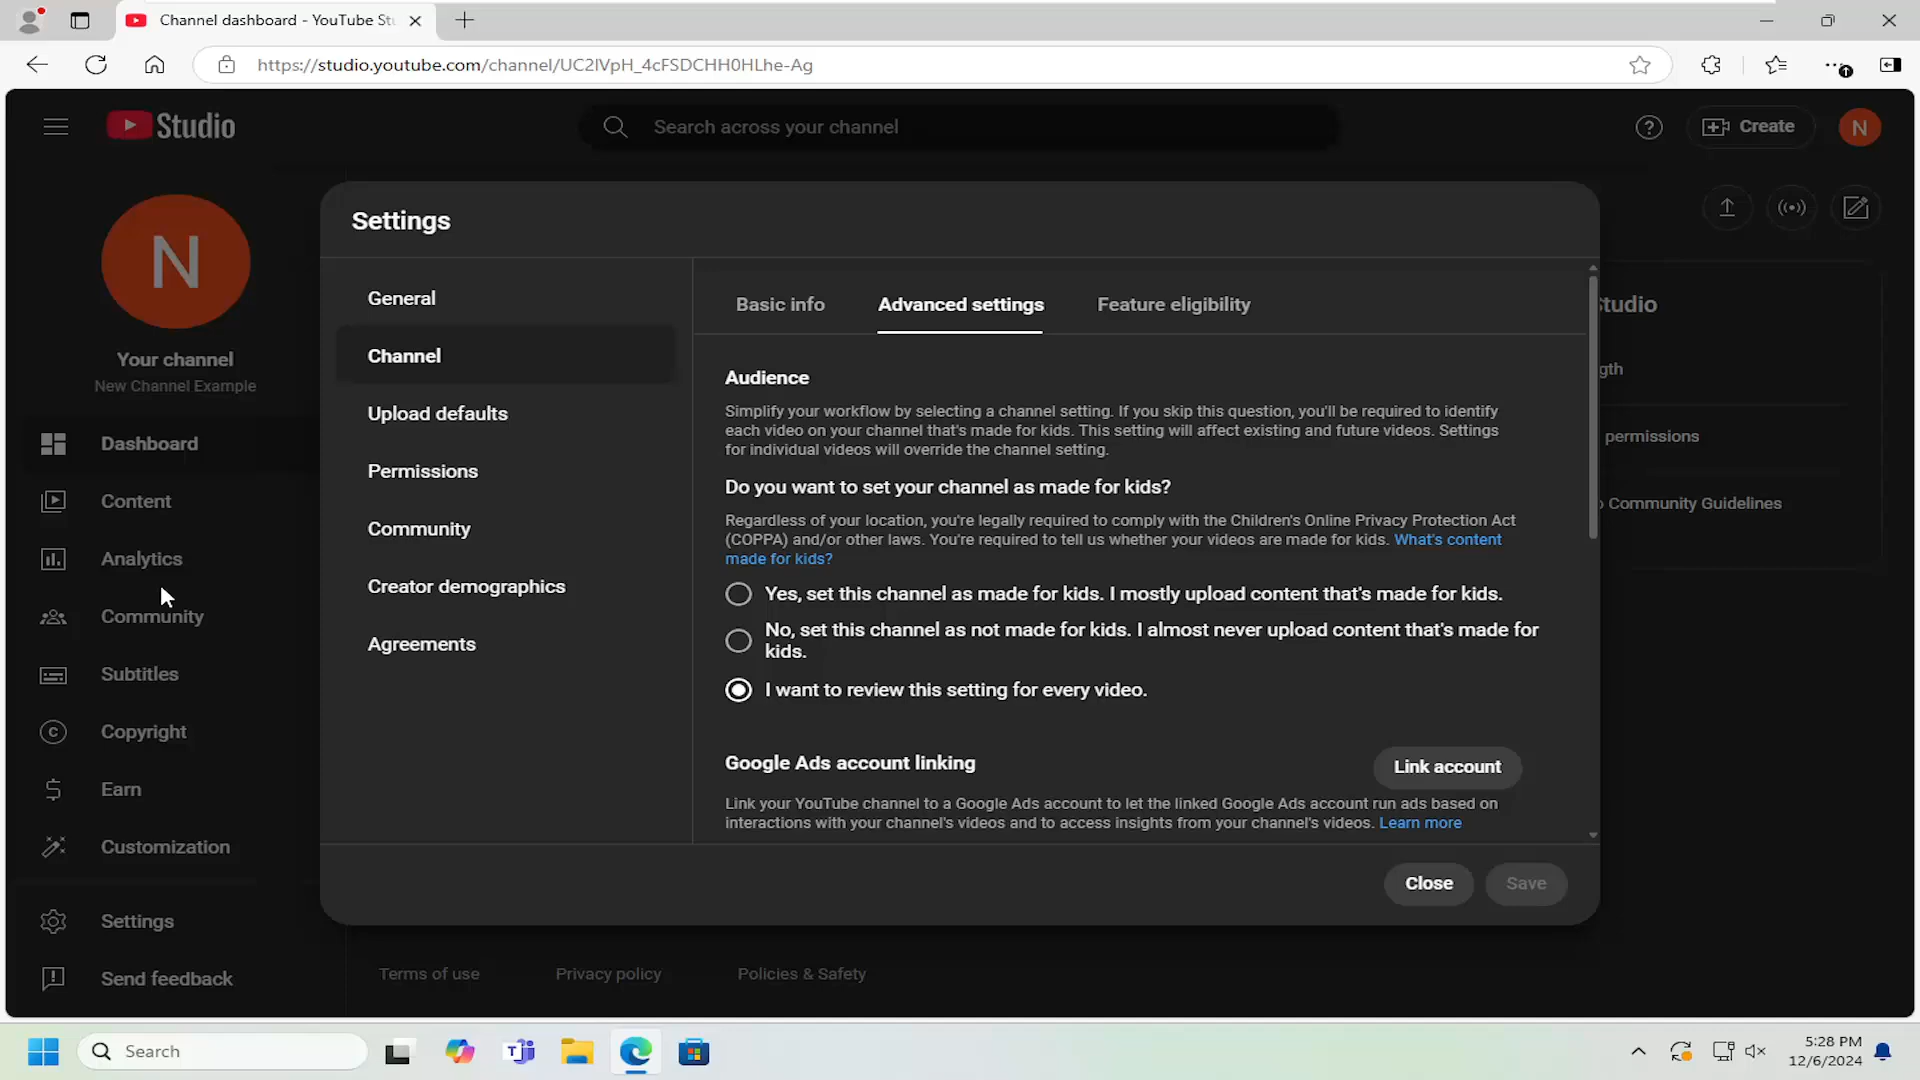 Channel dashboard - YouTube St
https://studio.youtube.com/channel/UC2IVpH_4cFSDCHH0HLhe-Ag
Studio
Search across your channel
Create
N
N
Your channel
New Channel Example
Dashboard
Content
Analytics
Community
Subtitles
Copyright
Earn
Customization
Settings
Send feedback
Settings
General
Channel
Upload defaults
Permissions
Community
Creator demographics
Agreements
Basic info
Advanced settings
Feature eligibility
Audience
Simplify your workflow by selecting a channel setting. If you skip this question, you'll be required to identify
each video on your channel that's made for kids. This setting will affect existing and future videos. Settings
for individual videos will override the channel setting.
Do you want to set your channel as made for kids?
Regardless of your location, you're legally required to comply with the Children's Online Privacy Protection Act
(COPPA) and/or other laws. You're required to tell us whether your videos are made for kids. What's content
made for kids?
Yes, set this channel as made for kids. I mostly upload content that's made for kids.
No, set this channel as not made for kids. I almost never upload content that's made for
kids.
I want to review this setting for every video.
Google Ads account linking
Link account
Link your YouTube channel to a Google Ads account to let the linked Google Ads account run ads based on
interactions with your channel's videos and to access insights from your channel's videos. Learn more
Close
Save
Studio
gth
permissions
Community Guidelines
Terms of use
Privacy policy
Policies & Safety
Search
5:28 PM
12/6/2024